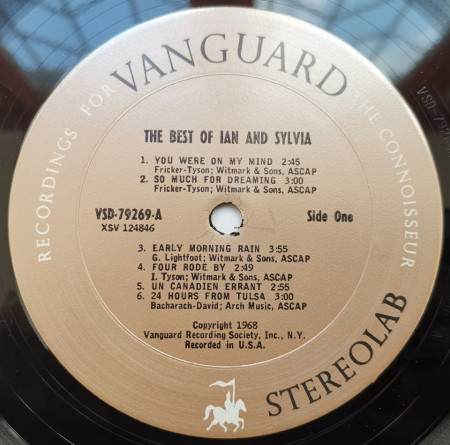 RECORDINGS FOR THE CONNOISSEUR
VANGUARD
THE BEST OF IAN AND SYLVIA
1. YOU WERE ON MY MIND 2:45
Fricker-Tyson; Witmark & Sons, ASCAP
2. SO MUCH FOR DREAMING 3:00
Fricker-Tyson; Witmark & Sons, ASCAP
VSD-79269-A
XSV 124846
Side One
3. EARLY MORNING RAIN 3:55
G. Lightfoot; Witmark & Sons, ASCAP
4. FOUR RODE BY 2:49
I. Tyson; Witmark & Sons, ASCAP
5. UN CANADIEN ERRANT 2:55
6. 24 HOURS FROM TULSA 3:00
Bacharach-David; Arch Music, ASCAP
Copyright 1968
Vanguard Recording Society, Inc., N.Y.
Recorded in U.S.A.
STEREOLAB